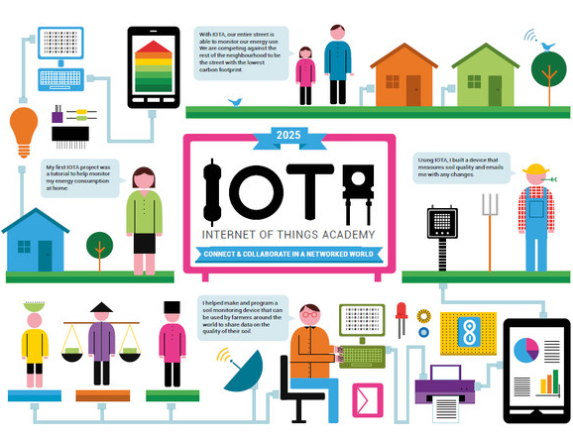 With IOTA, our entire street is
able to monitor our energy use.
We are competing against the
rest of the neighbourhood to be
the street with the lowest
carbon footprint.
2025
IOTA
INTERNET OF THINGS ACADEMY
CONNECT & COLLABORATE IN A NETWORKED WORLD
My first IOTA project was
a tutorial to help monitor
my energy consumption
at home.
Using IOTA, I built a device that
measures soil quality and emails
me with any changes.
I helped make and program a
soil monitoring device that can
be used by farmers around the
world to share data on the
quality of their soil.
8